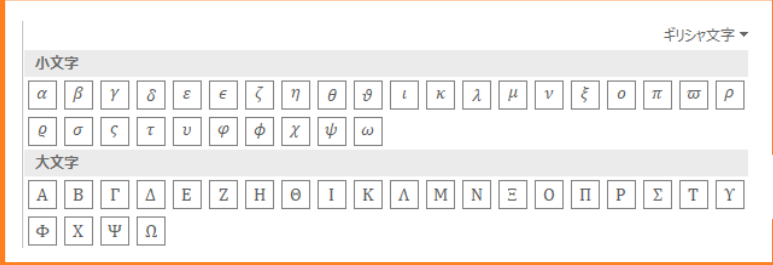 ギリシャ文字
小文字
α β γ δ ε ϵ ζ η θ ϑ ι κ λ μ ν ξ ο π ϖ ρ
ϱ σ ς τ υ φ ϕ χ ψ ω
大文字
Α Β Γ Δ Ε Ζ Η Θ Ι Κ Λ Μ Ν Ξ Ο Π Ρ Σ Τ Υ
Φ Χ Ψ Ω